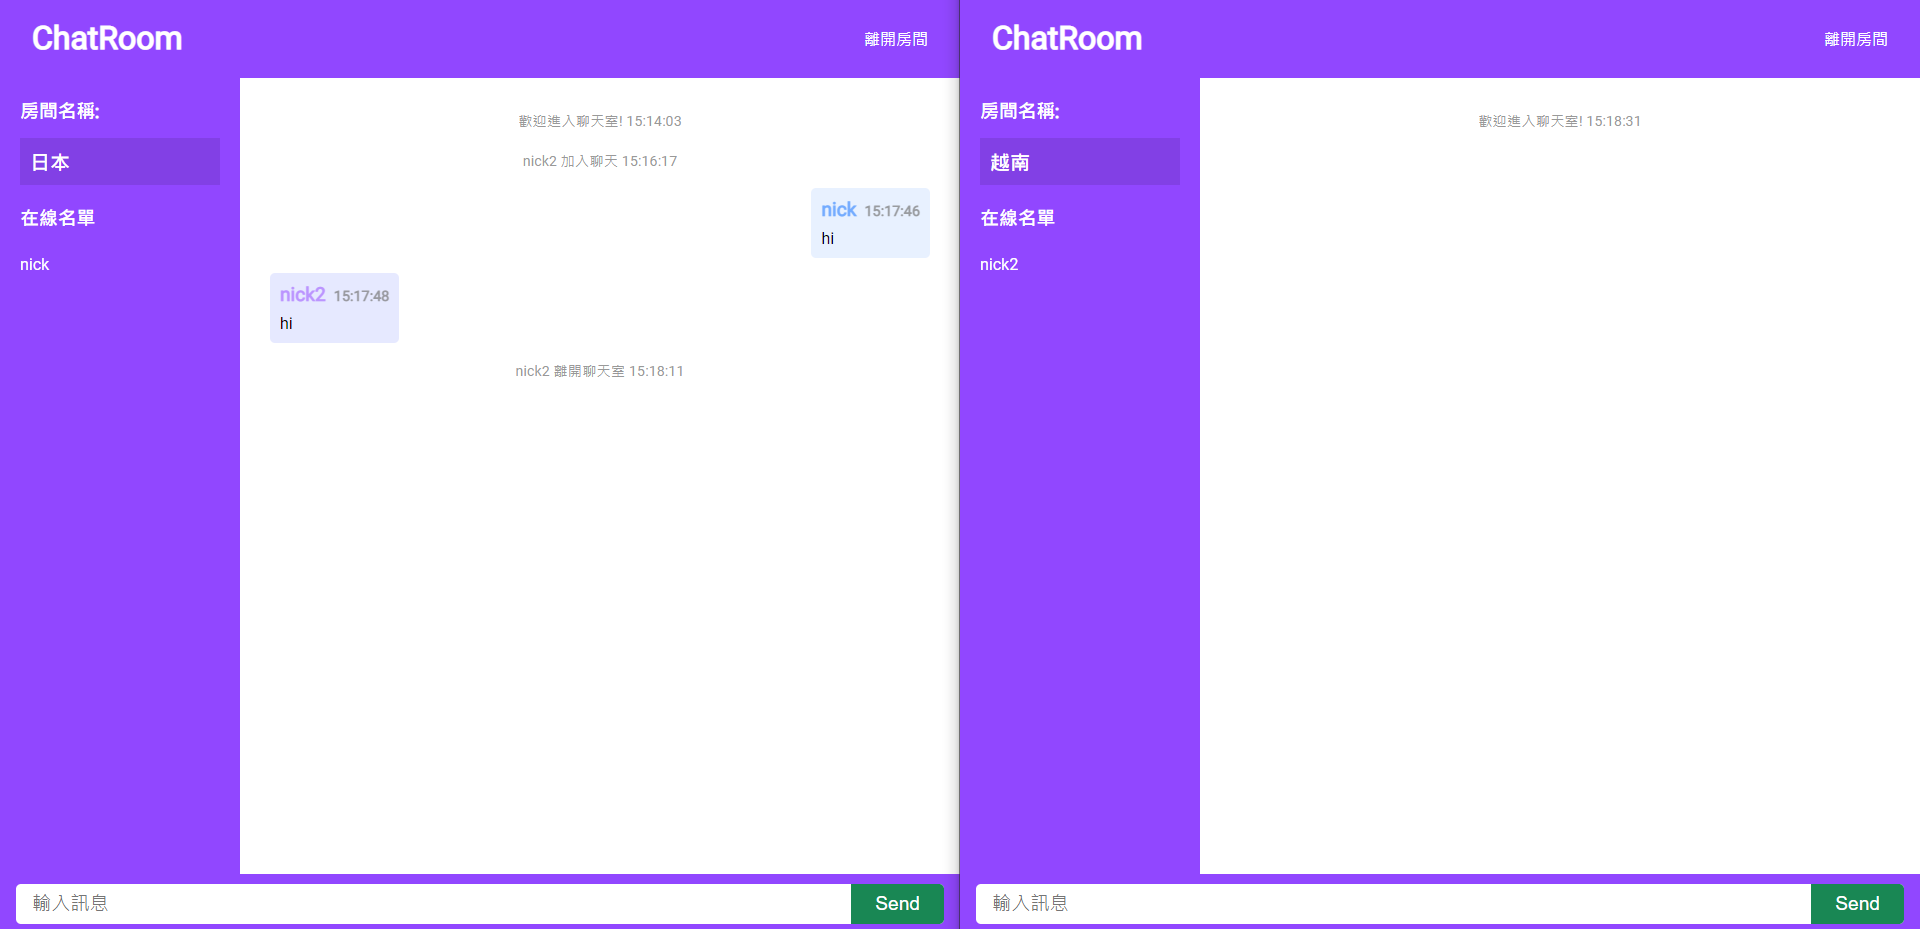 ChatRoom
離開房間
房間名稱:
日本
在線名單
nick
歡迎進入聊天室! 15:14:03
nick2 加入聊天 15:16:17
nick 15:17:46
hi
nick2 15:17:48
hi
nick2 離開聊天室 15:18:11
輸入訊息
Send
ChatRoom
離開房間
房間名稱:
越南
在線名單
nick2
歡迎進入聊天室! 15:18:31
輸入訊息
Send